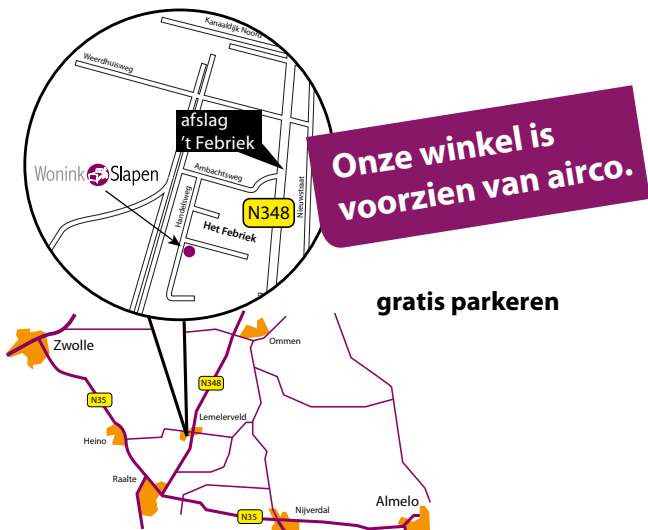 Kanaaldijk Noord
Weerdhuisweg
afslag
't Febriek
Onze winkel is
voorzien van airco.
Wonink Slapen
Ambachtsweg
Handelsweg
Nieuwstraat
N348
Het Febriek
gratis parkeren
Zwolle
Ommen
N348
N35
Lemelerveld
Heino
Raalte
Almelo
Nijverdal
N35